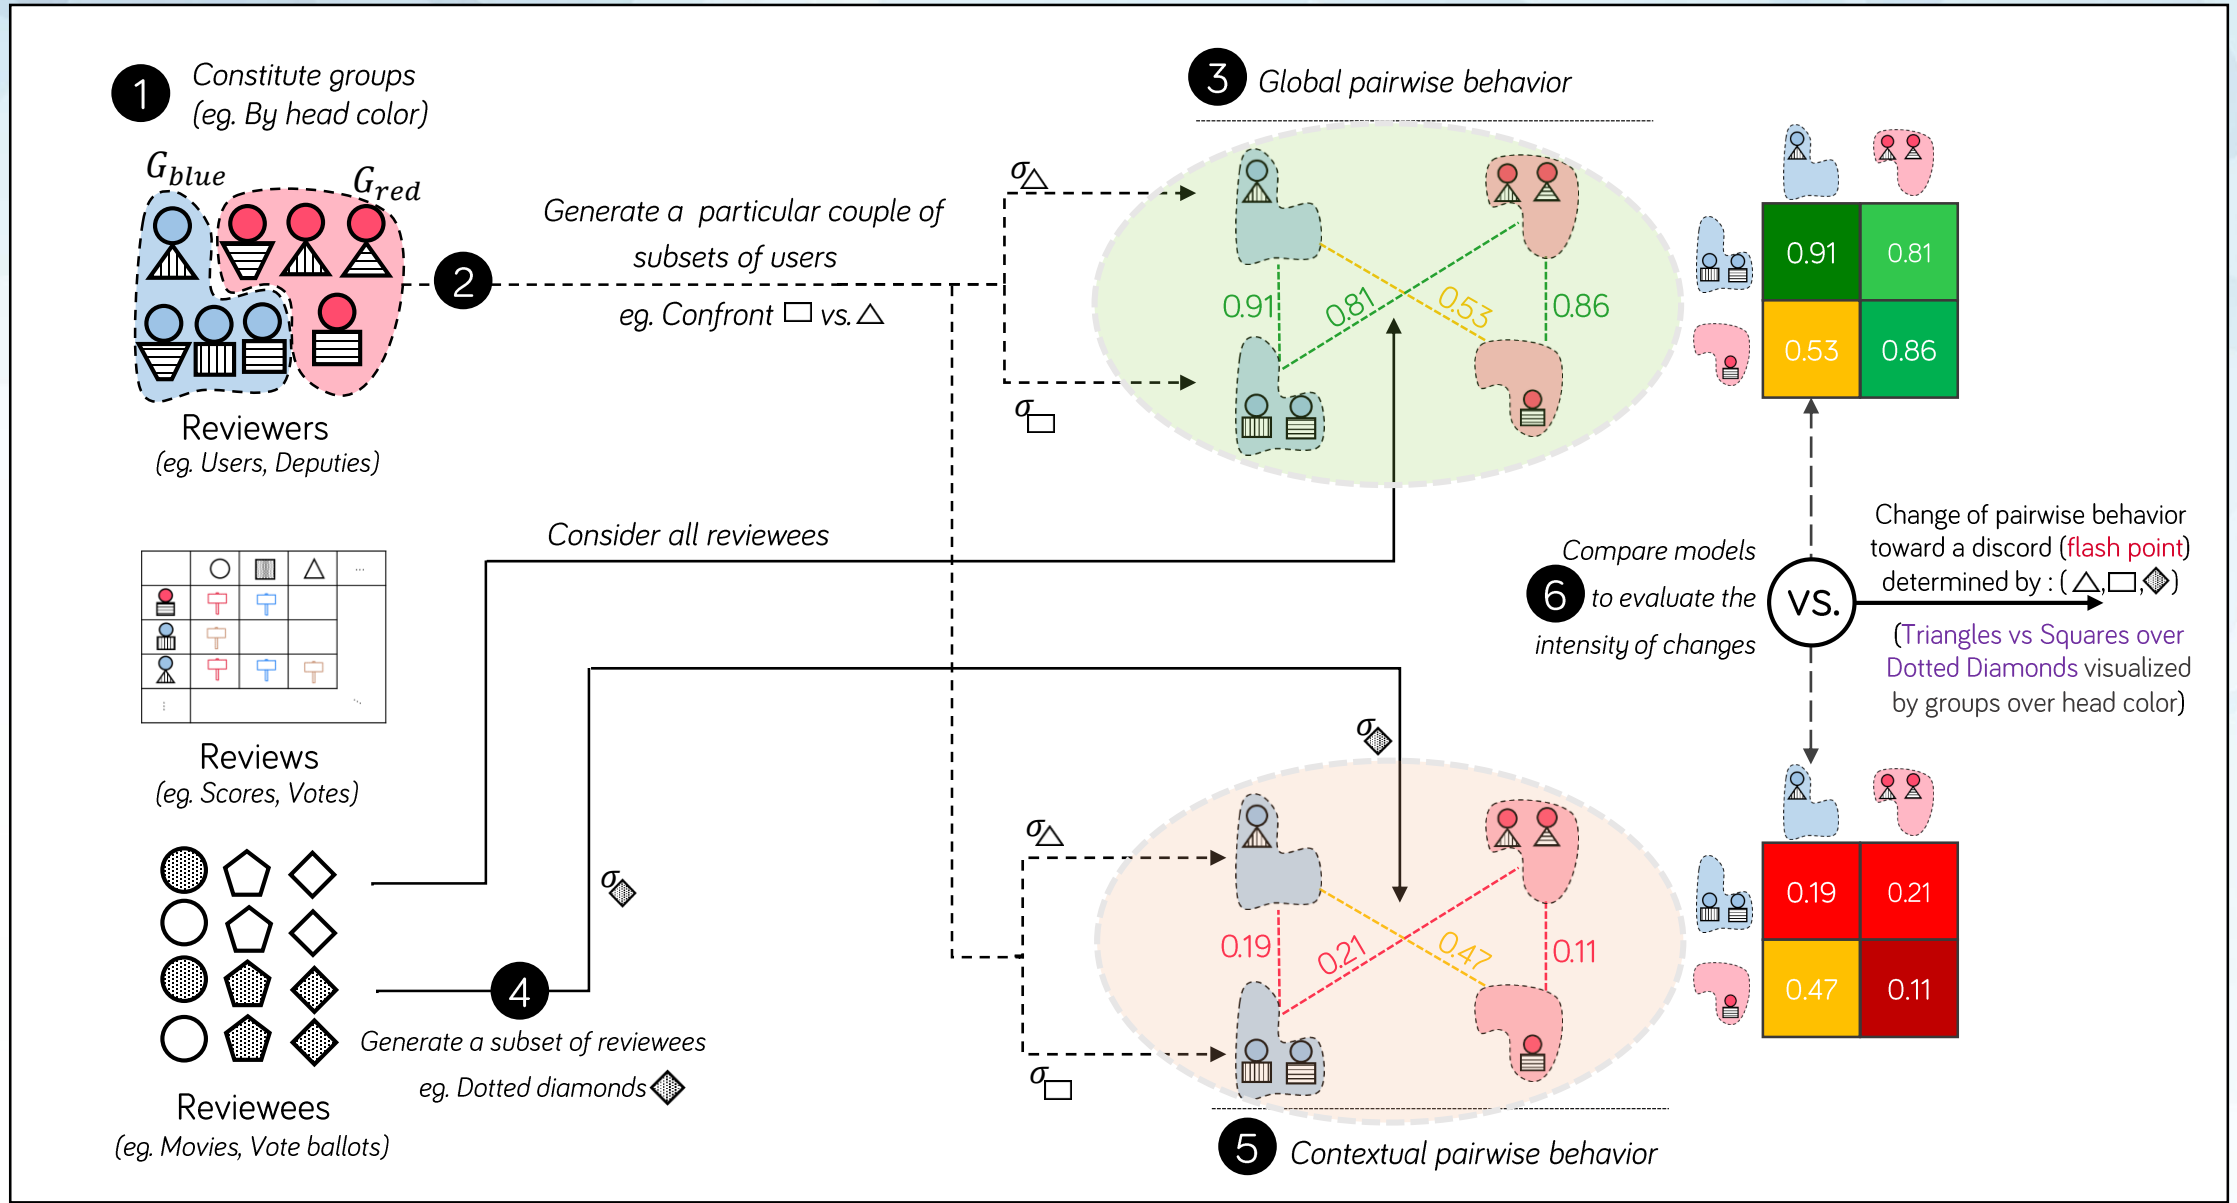 1
Constitute groups
(eg. By head color)
G_blue
G_red
Reviewers
(eg. Users, Deputies)
2
Generate a particular couple of
subsets of users
eg. Confront □ vs. △
σ△
σ□
3
Global pairwise behavior
0.91
0.81
0.53
0.86
0.91
0.81
0.53
0.86
Consider all reviewees
...
⋮
⋱
Reviews
(eg. Scores, Votes)
Reviewees
(eg. Movies, Vote ballots)
4
Generate a subset of reviewees
eg. Dotted diamonds
σ
σ
σ△
σ□
0.19
0.21
0.47
0.11
5
Contextual pairwise behavior
0.19
0.21
0.47
0.11
Compare models
6
to evaluate the
intensity of changes
VS.
Change of pairwise behavior
toward a discord (flash point)
determined by : (△,□,◈)
(Triangles vs Squares over
Dotted Diamonds visualized
by groups over head color)